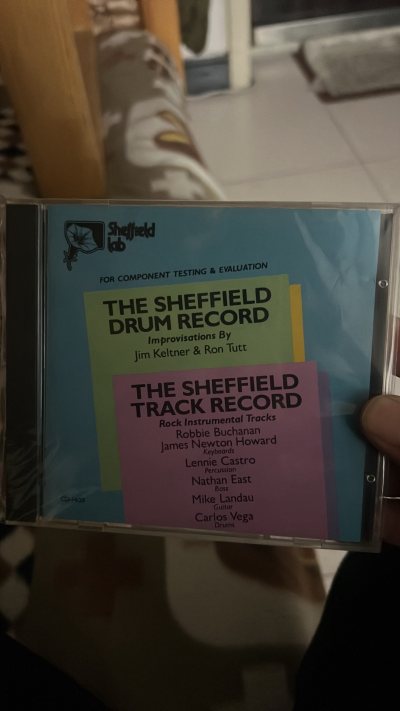 Sheffield
lab
FOR COMPONENT TESTING & EVALUATION
THE SHEFFIELD
DRUM RECORD
Improvisations By
Jim Keltner & Ron Tutt
THE SHEFFIELD
TRACK RECORD
Rock Instrumental Tracks
Robbie Buchanan
James Newton Howard
Keyboards
Lennie Castro
Percussion
Nathan East
Bass
Mike Landau
Guitar
Carlos Vega
Drums